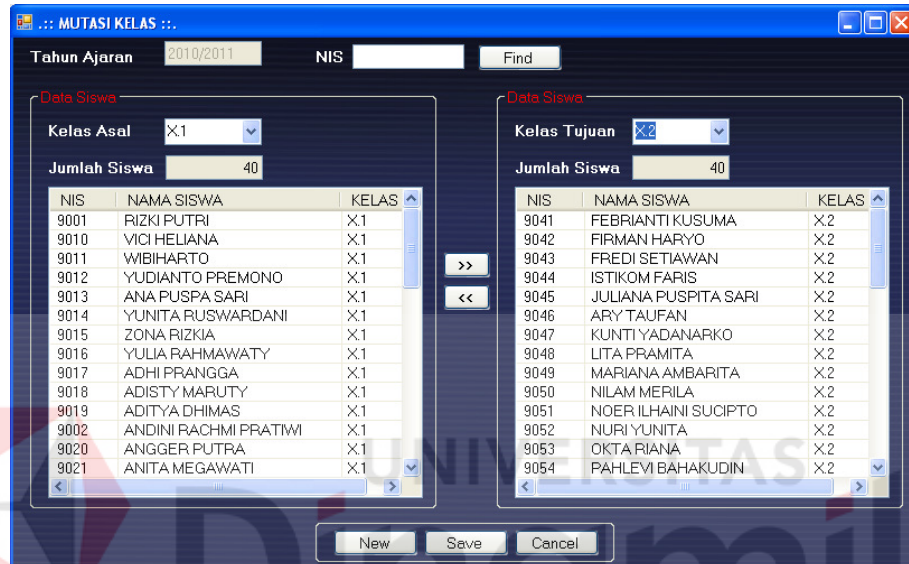 .:: MUTASI KELAS ::.
Tahun Ajaran 2010/2011 NIS Find
Data Siswa
Kelas Asal X.1
Jumlah Siswa 40
NIS NAMA SISWA KELAS
9001 RIZKI PUTRI X.1
9010 VICI HELIANA X.1
9011 WIBIHARTO X.1
9012 YUDIANTO PREMONO X.1
9013 ANA PUSPA SARI X.1
9014 YUNITA RUSWARDANI X.1
9015 ZONA RIZKIA X.1
9016 YULIA RAHMAWATY X.1
9017 ADHI PRANGGA X.1
9018 ADISTY MARUTY X.1
9019 ADITYA DHIMAS X.1
9002 ANDINI RACHMI PRATIWI X.1
9020 ANGGER PUTRA X.1
9021 ANITA MEGAWATI X.1
>>
<<
Data Siswa
Kelas Tujuan X.2
Jumlah Siswa 40
NIS NAMA SISWA KELAS
9041 FEBRIANTI KUSUMA X.2
9042 FIRMAN HARYO X.2
9043 FREDI SETIAWAN X.2
9044 ISTIKOM FARIS X.2
9045 JULIANA PUSPITA SARI X.2
9046 ARY TAUFAN X.2
9047 KUNTI YADANARKO X.2
9048 LITA PRAMITA X.2
9049 MARIANA AMBARITA X.2
9050 NILAM MERILA X.2
9051 NOER ILHAINI SUCIPTO X.2
9052 NURI YUNITA X.2
9053 OKTA RIANA X.2
9054 PAHLEVI BAHAKUDIN X.2
UNIVERSITAS
New Save Cancel